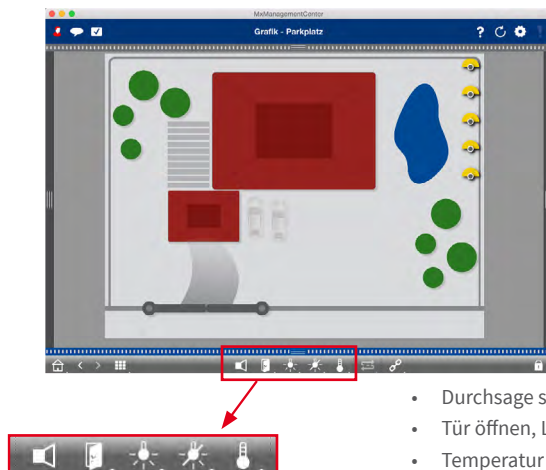 MxManagementCenter
Grafik - Parkplatz
• Durchsage s
• Tür öffnen, L
• Temperatur